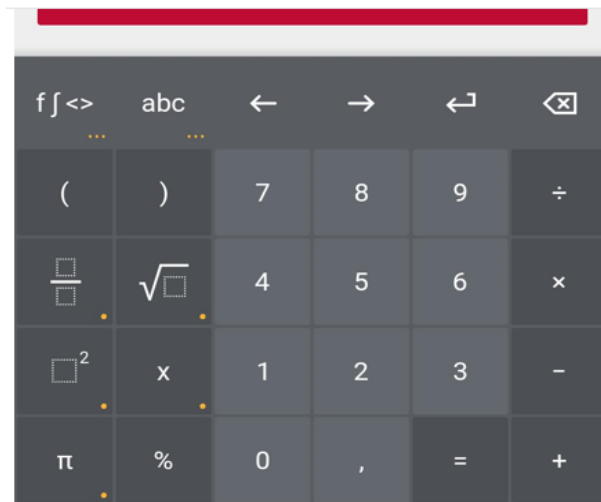 f ∫ <> abc ← → ↵ ⌫
( ) 7 8 9 ÷
√ 4 5 6 ×
2 x 1 2 3 −
π % 0 , = +